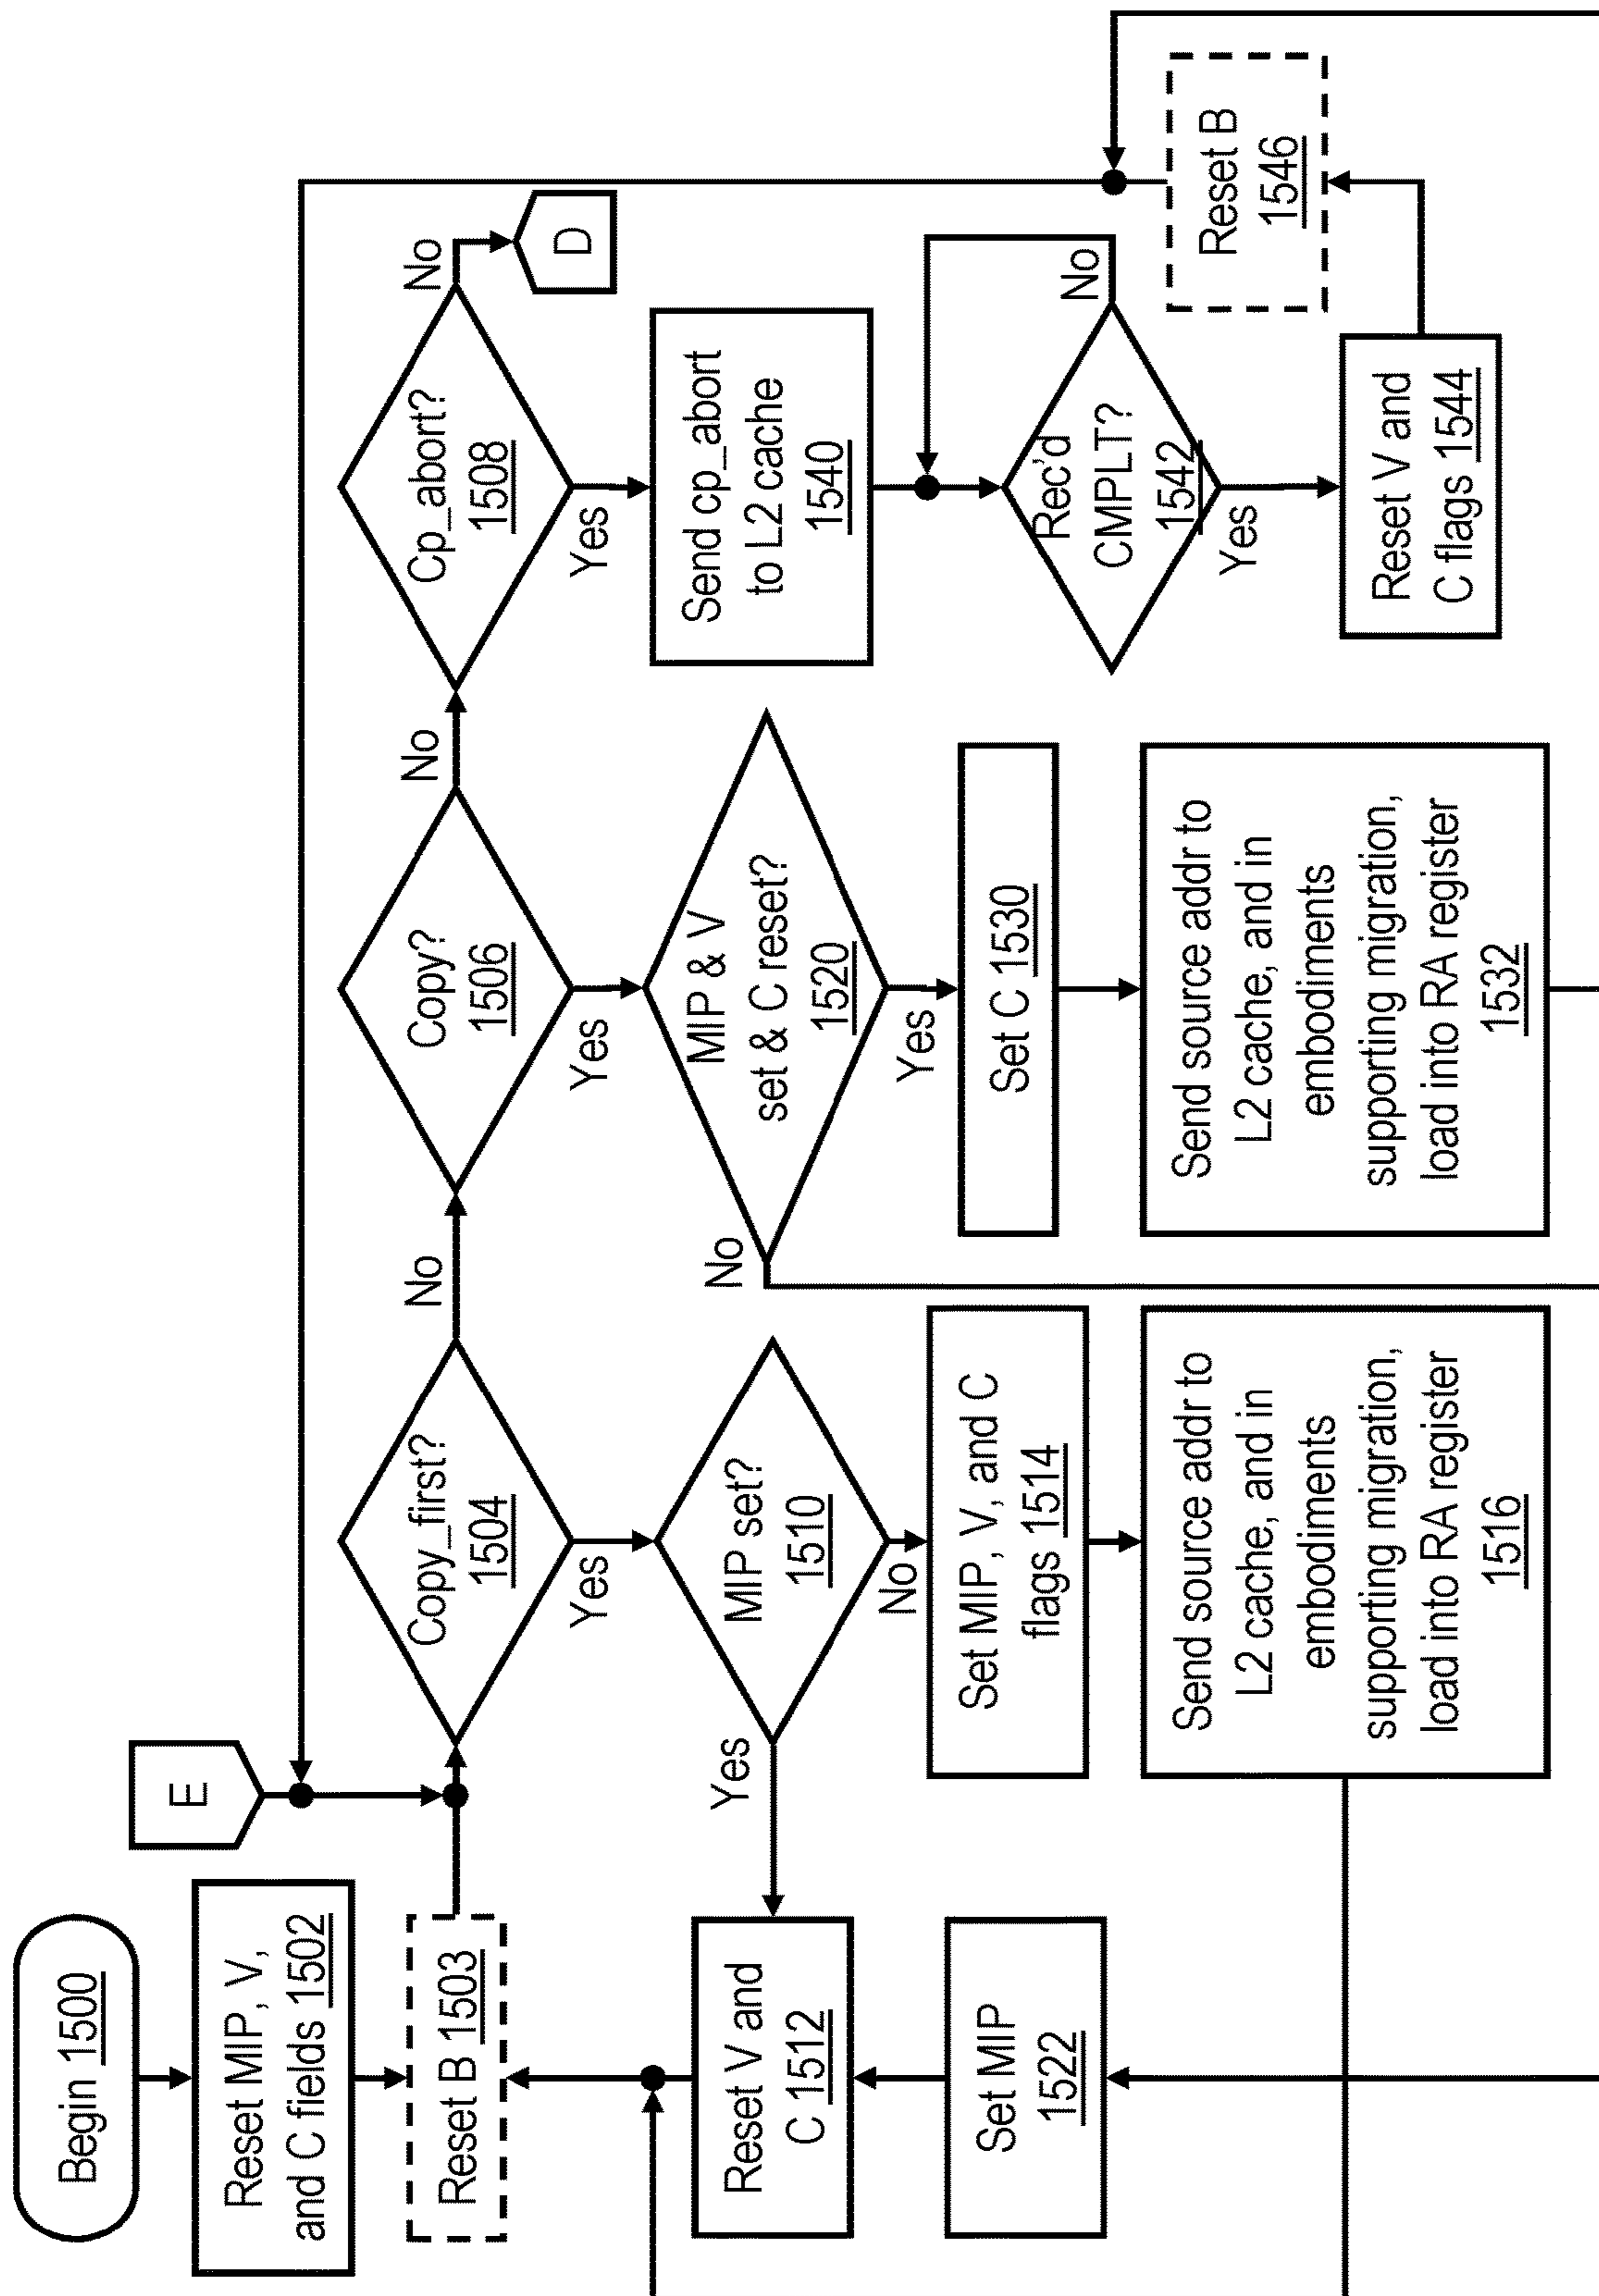 Begin 1500
Reset MIP, V,
and C fields 1502
Reset B 1503
E
Copy_first?
1504
Yes
No
Copy?
1506
Yes
No
Cp_abort?
1508
Yes
No
D
MIP set?
1510
Yes
No
Reset V and
C 1512
Set MIP, V, and C
flags 1514
Send source addr to
L2 cache, and in
embodiments
supporting migration,
load into RA register
1516
Set MIP
1522
MIP & V
set & C reset?
1520
No
Yes
Set C 1530
Send source addr to
L2 cache, and in
embodiments
supporting migration,
load into RA register
1532
Send cp_abort
to L2 cache
1540
Rec'd
CMPLT?
1542
No
Yes
Reset V and
C flags 1544
Reset B
1546